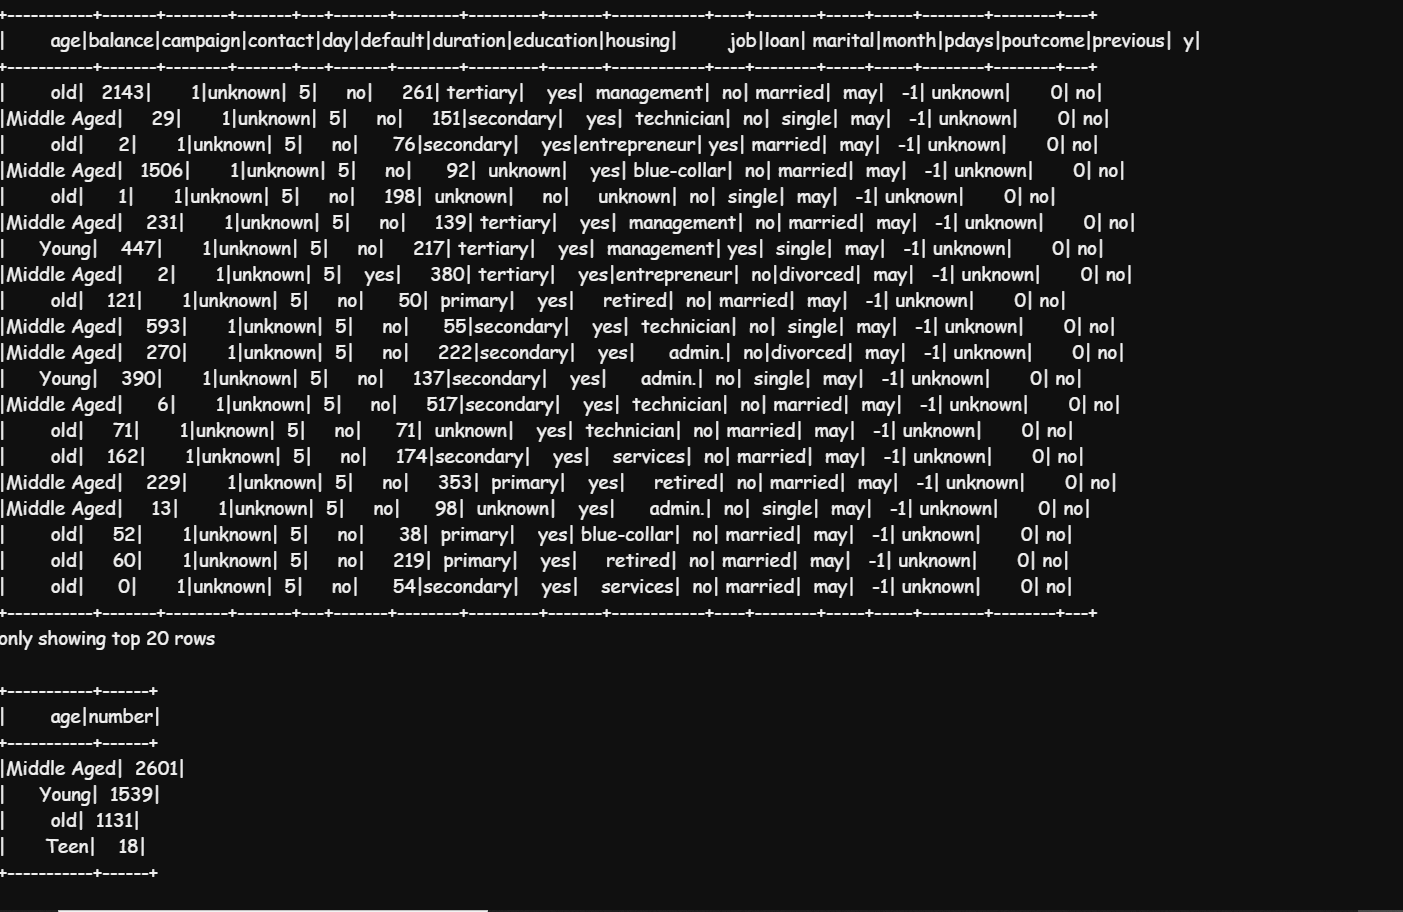 +-----------+-------+--------+-------+---+-------+--------+---------+-------+------------+----+--------+-----+-----+--------+--------+---+
|        age|balance|campaign|contact|day|default|duration|education|housing|         job|loan| marital|month|pdays|poutcome|previous|  y|
+-----------+-------+--------+-------+---+-------+--------+---------+-------+------------+----+--------+-----+-----+--------+--------+---+
|        old|   2143|       1|unknown|  5|     no|     261| tertiary|    yes|  management|  no| married|  may|   -1| unknown|       0| no|
|Middle Aged|     29|       1|unknown|  5|     no|     151|secondary|    yes|  technician|  no|  single|  may|   -1| unknown|       0| no|
|        old|      2|       1|unknown|  5|     no|      76|secondary|    yes|entrepreneur| yes| married|  may|   -1| unknown|       0| no|
|Middle Aged|   1506|       1|unknown|  5|     no|      92|  unknown|    yes| blue-collar|  no| married|  may|   -1| unknown|       0| no|
|        old|      1|       1|unknown|  5|     no|     198|  unknown|     no|     unknown|  no|  single|  may|   -1| unknown|       0| no|
|Middle Aged|    231|       1|unknown|  5|     no|     139| tertiary|    yes|  management|  no| married|  may|   -1| unknown|       0| no|
|      Young|    447|       1|unknown|  5|     no|     217| tertiary|    yes|  management| yes|  single|  may|   -1| unknown|       0| no|
|Middle Aged|      2|       1|unknown|  5|    yes|     380| tertiary|    yes|entrepreneur|  no|divorced|  may|   -1| unknown|       0| no|
|        old|    121|       1|unknown|  5|     no|      50|  primary|    yes|     retired|  no| married|  may|   -1| unknown|       0| no|
|Middle Aged|    593|       1|unknown|  5|     no|      55|secondary|    yes|  technician|  no|  single|  may|   -1| unknown|       0| no|
|Middle Aged|    270|       1|unknown|  5|     no|     222|secondary|    yes|      admin.|  no|divorced|  may|   -1| unknown|       0| no|
|      Young|    390|       1|unknown|  5|     no|     137|secondary|    yes|      admin.|  no|  single|  may|   -1| unknown|       0| no|
|Middle Aged|      6|       1|unknown|  5|     no|     517|secondary|    yes|  technician|  no| married|  may|   -1| unknown|       0| no|
|        old|     71|       1|unknown|  5|     no|      71|  unknown|    yes|  technician|  no| married|  may|   -1| unknown|       0| no|
|        old|    162|       1|unknown|  5|     no|     174|secondary|    yes|    services|  no| married|  may|   -1| unknown|       0| no|
|Middle Aged|    229|       1|unknown|  5|     no|     353|  primary|    yes|     retired|  no| married|  may|   -1| unknown|       0| no|
|Middle Aged|     13|       1|unknown|  5|     no|      98|  unknown|    yes|      admin.|  no|  single|  may|   -1| unknown|       0| no|
|        old|     52|       1|unknown|  5|     no|      38|  primary|    yes| blue-collar|  no| married|  may|   -1| unknown|       0| no|
|        old|     60|       1|unknown|  5|     no|     219|  primary|    yes|     retired|  no| married|  may|   -1| unknown|       0| no|
|        old|      0|       1|unknown|  5|     no|      54|secondary|    yes|    services|  no| married|  may|   -1| unknown|       0| no|
+-----------+-------+--------+-------+---+-------+--------+---------+-------+------------+----+--------+-----+-----+--------+--------+---+
only showing top 20 rows
+-----------+------+
|        age|number|
+-----------+------+
|Middle Aged|  2601|
|      Young|  1539|
|        old|  1131|
|       Teen|    18|
+-----------+------+